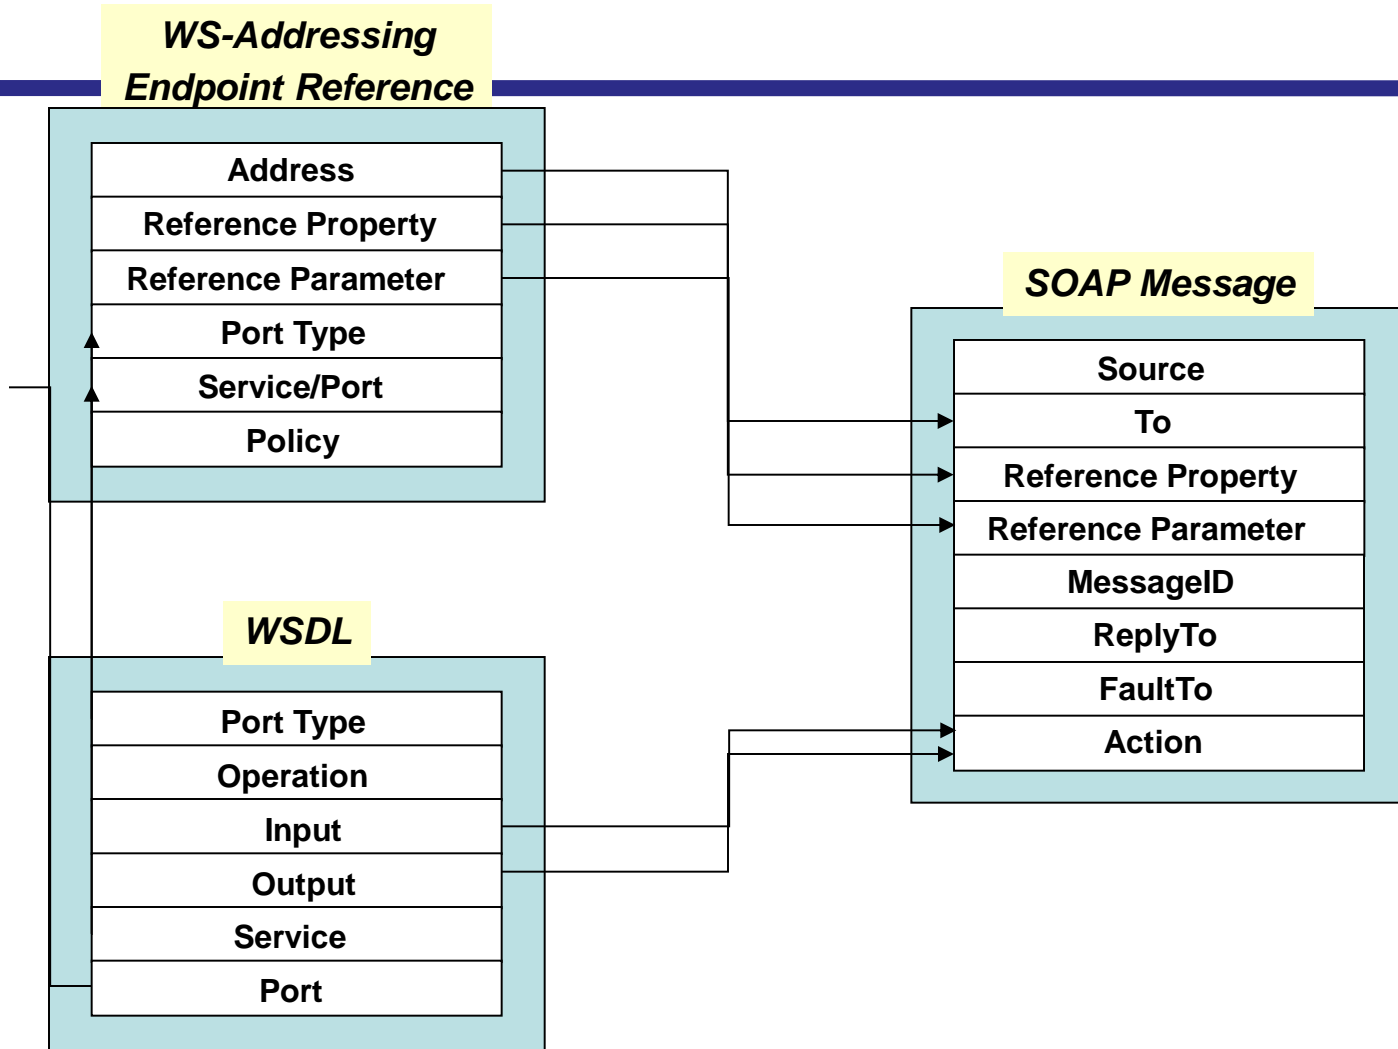 WS-Addressing
Endpoint Reference
Address
Reference Property
Reference Parameter
Port Type
Service/Port
Policy
SOAP Message
Source
To
Reference Property
Reference Parameter
MessageID
ReplyTo
FaultTo
Action
WSDL
Port Type
Operation
Input
Output
Service
Port